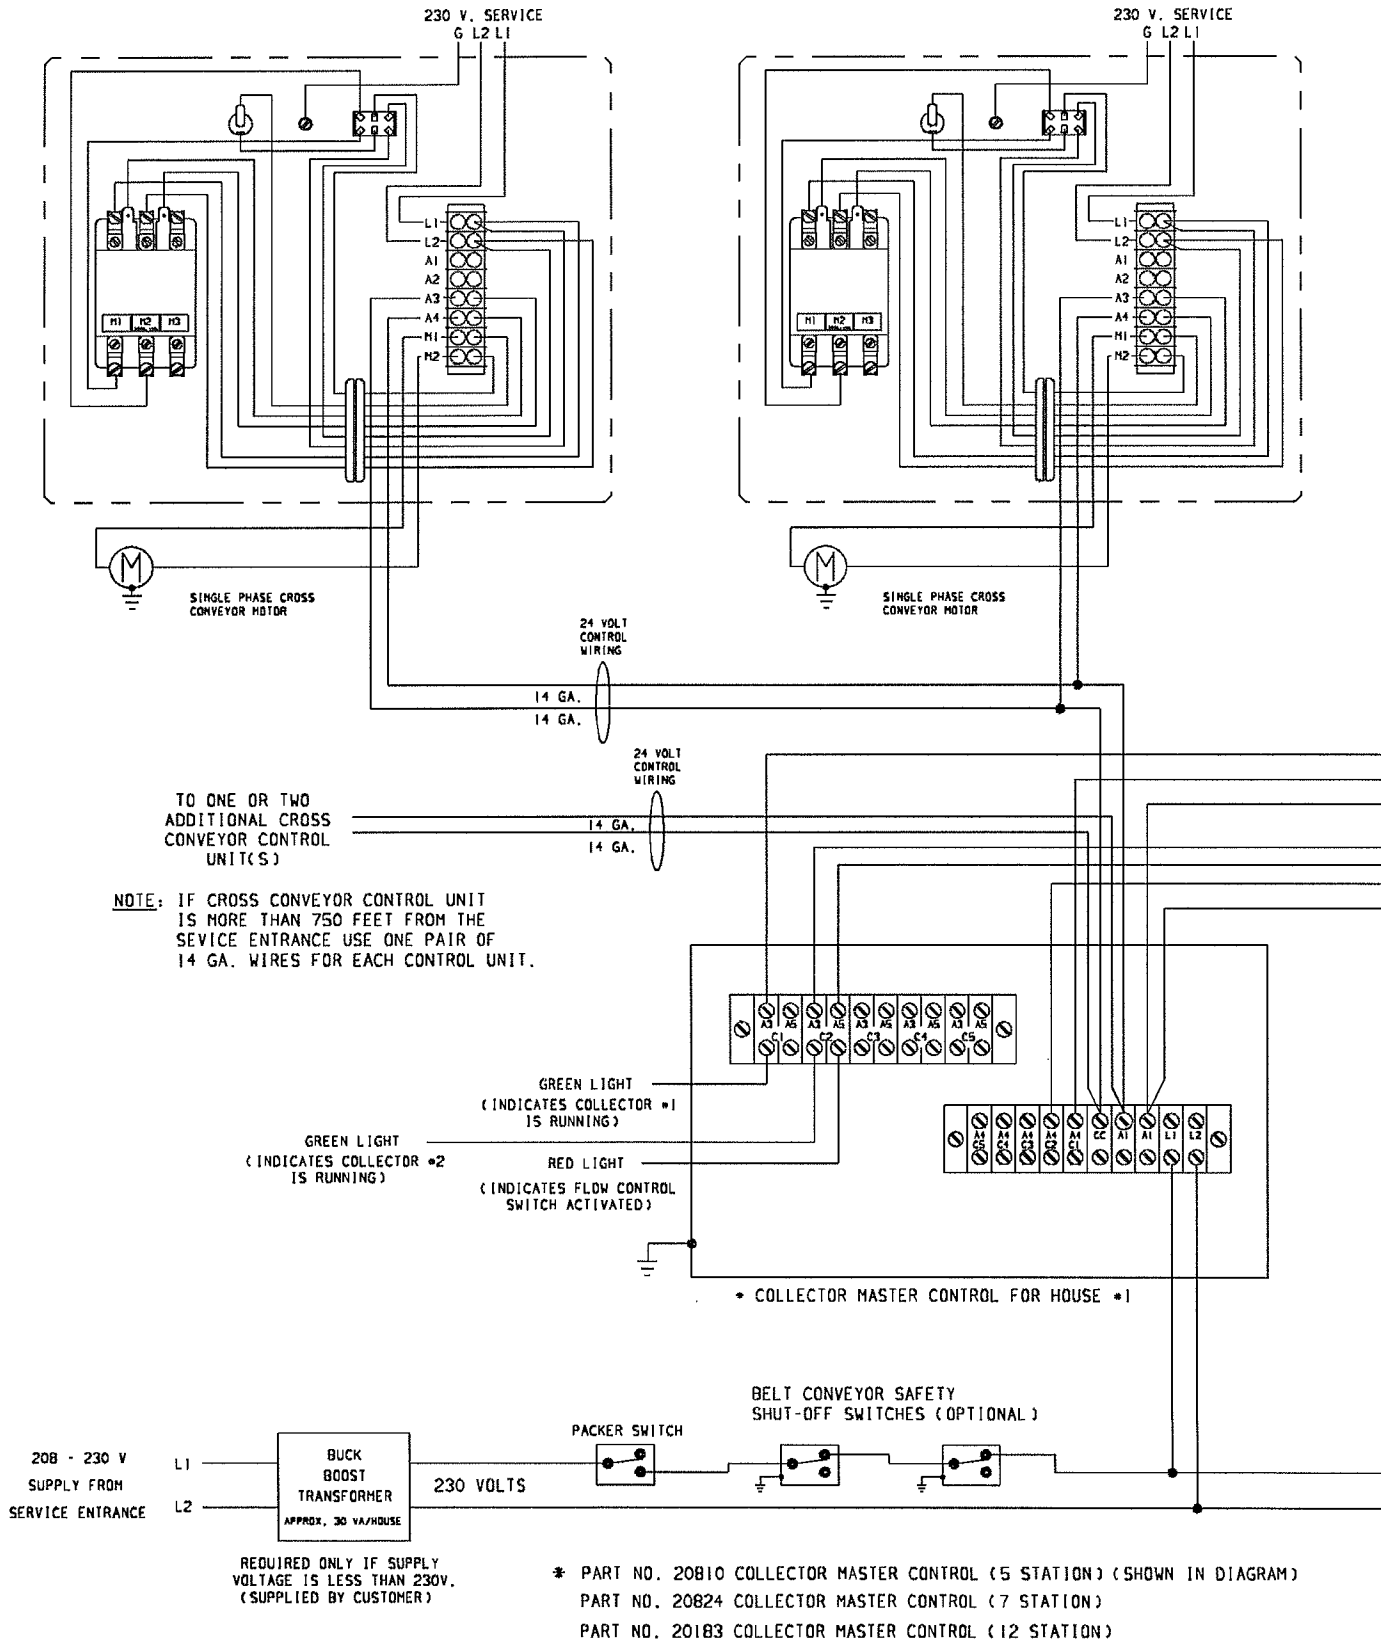 230 V. SERVICE
G L2 L1
230 V. SERVICE
G L2 L1
L1
L2
A1
A2
A3
A4
M1
M2
M1 M2 M3
L1
L2
A1
A2
A3
A4
M1
M2
M1 M2 M3
M
SINGLE PHASE CROSS
CONVEYOR MOTOR
M
SINGLE PHASE CROSS
CONVEYOR MOTOR
24 VOLT
CONTROL
WIRING
14 GA.
14 GA.
24 VOLT
CONTROL
WIRING
14 GA.
14 GA.
TO ONE OR TWO
ADDITIONAL CROSS
CONVEYOR CONTROL
UNIT(S)
NOTE: IF CROSS CONVEYOR CONTROL UNIT
IS MORE THAN 750 FEET FROM THE
SEVICE ENTRANCE USE ONE PAIR OF
14 GA. WIRES FOR EACH CONTROL UNIT.
A3 A5 A3 A5 A3 A5 A3 A5 A3 A5
C1 C2 C3 C4 C5
GREEN LIGHT
(INDICATES COLLECTOR #1
IS RUNNING)
GREEN LIGHT
(INDICATES COLLECTOR #2
IS RUNNING)
RED LIGHT
(INDICATES FLOW CONTROL
SWITCH ACTIVATED)
A4 A4 A4 A4 A4 CC A1 A1 L1 L2
C5 C4 C3 C2 C1
* COLLECTOR MASTER CONTROL FOR HOUSE #1
BELT CONVEYOR SAFETY
SHUT-OFF SWITCHES (OPTIONAL)
PACKER SWITCH
208 - 230 V
SUPPLY FROM
SERVICE ENTRANCE
L1
L2
BUCK
BOOST
TRANSFORMER
APPROX. 30 VA/HOUSE
230 VOLTS
REQUIRED ONLY IF SUPPLY
VOLTAGE IS LESS THAN 230V.
(SUPPLIED BY CUSTOMER)
* PART NO. 20810 COLLECTOR MASTER CONTROL (5 STATION) (SHOWN IN DIAGRAM)
PART NO. 20824 COLLECTOR MASTER CONTROL (7 STATION)
PART NO. 20183 COLLECTOR MASTER CONTROL (12 STATION)